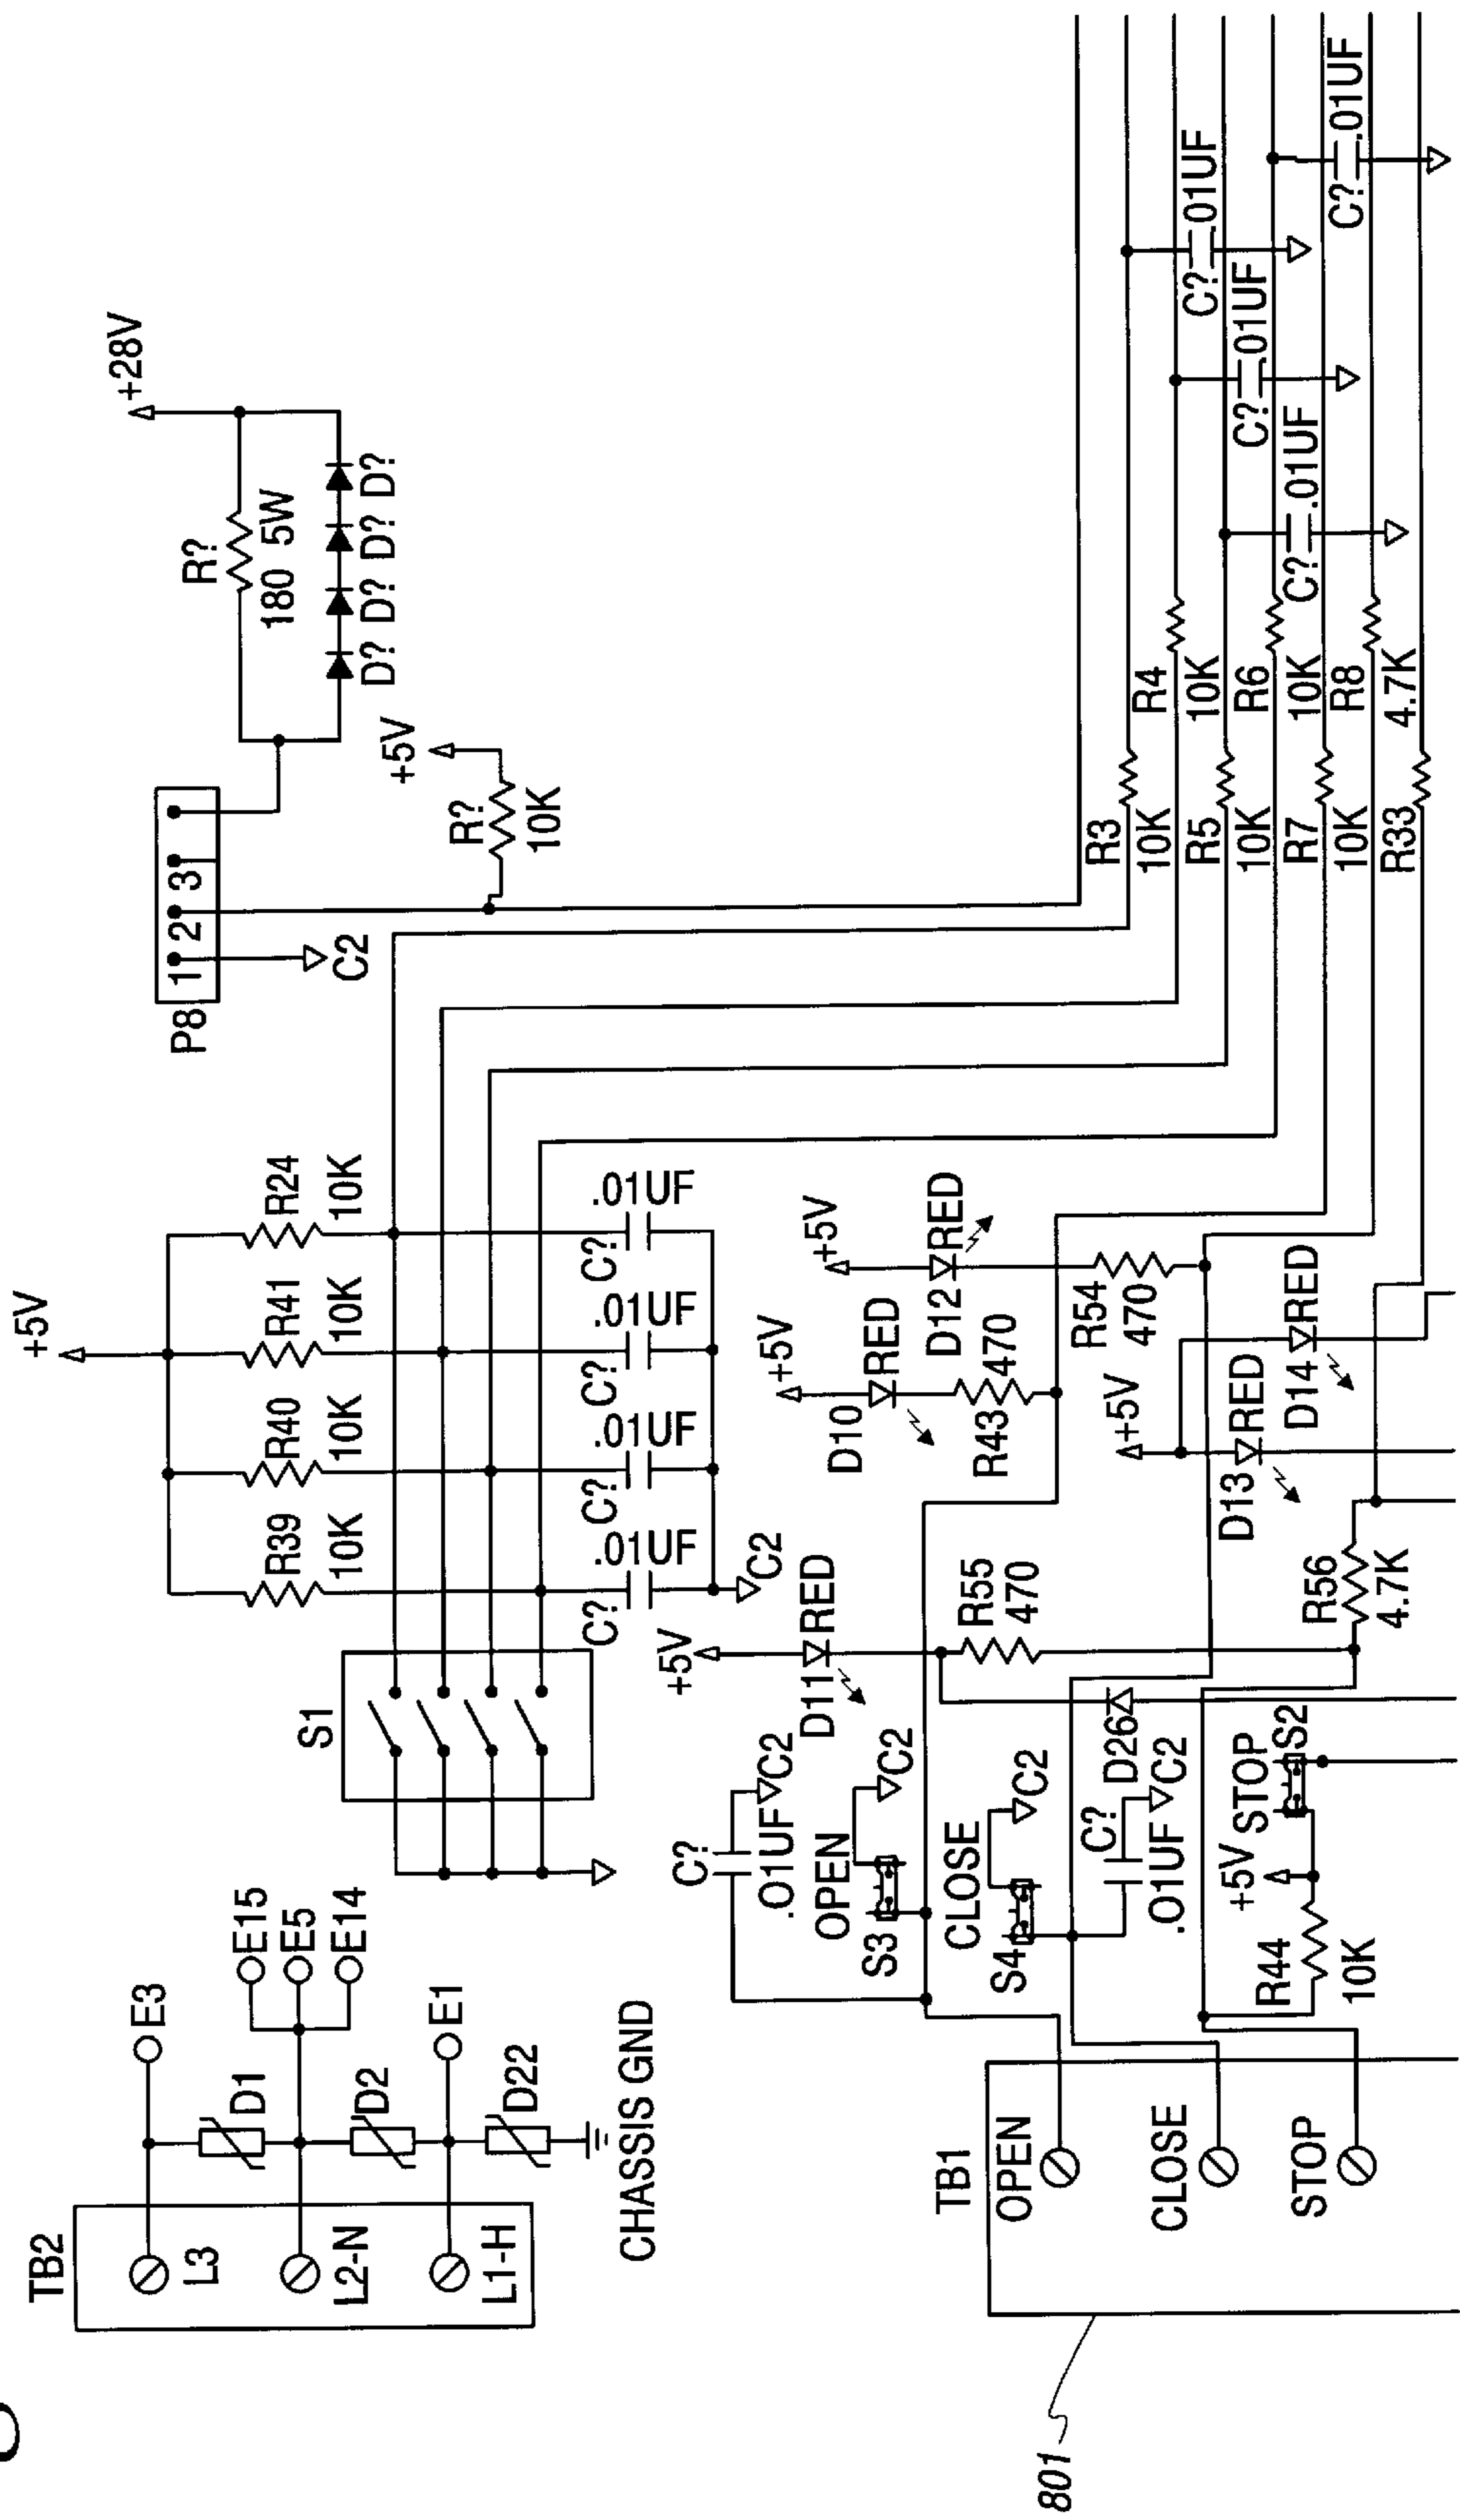 TB2
L3
L2-N
L1-H
E3
D1
E15
E5
E14
D2
E1
D22
CHASSIS GND
S1
+5V
R39
10K
R40
10K
R41
10K
R24
10K
C?
.01UF
C?
.01UF
C?
.01UF
C?
.01UF
C2
P8
1 2 3
C2
R?
180 5W
+28V
D? D? D? D?
+5V
R?
10K
C?
.01UF
C2
OPEN
S3
C2
CLOSE
S4
C2
C?
.01UF
C2
D26
+5V
D11
RED
R55
470
+5V
D10
RED
R43
470
+5V
D12
RED
R54
470
+5V
D13
RED
D14
RED
R56
4.7K
STOP
S2
+5V
R44
10K
TB1
OPEN
CLOSE
STOP
801
R3
10K
R4
10K
R5
10K
R6
10K
R7
10K
R8
4.7K
R33
C?
.01UF
C?
.01UF
C?
.01UF
C?
.01UF